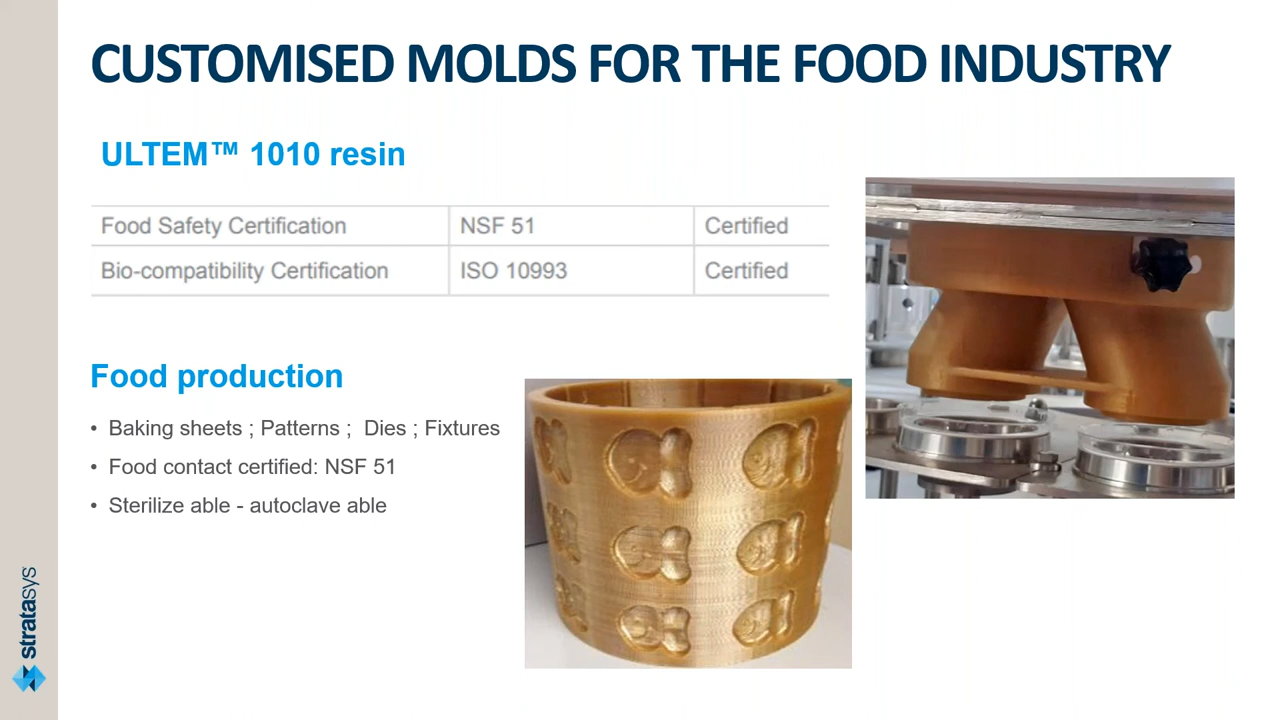 CUSTOMISED MOLDS FOR THE FOOD INDUSTRY
ULTEM™ 1010 resin
Food Safety Certification NSF 51 Certified
Bio-compatibility Certification ISO 10993 Certified
Food production
• Baking sheets ; Patterns ; Dies ; Fixtures
• Food contact certified: NSF 51
• Sterilize able - autoclave able
stratasys